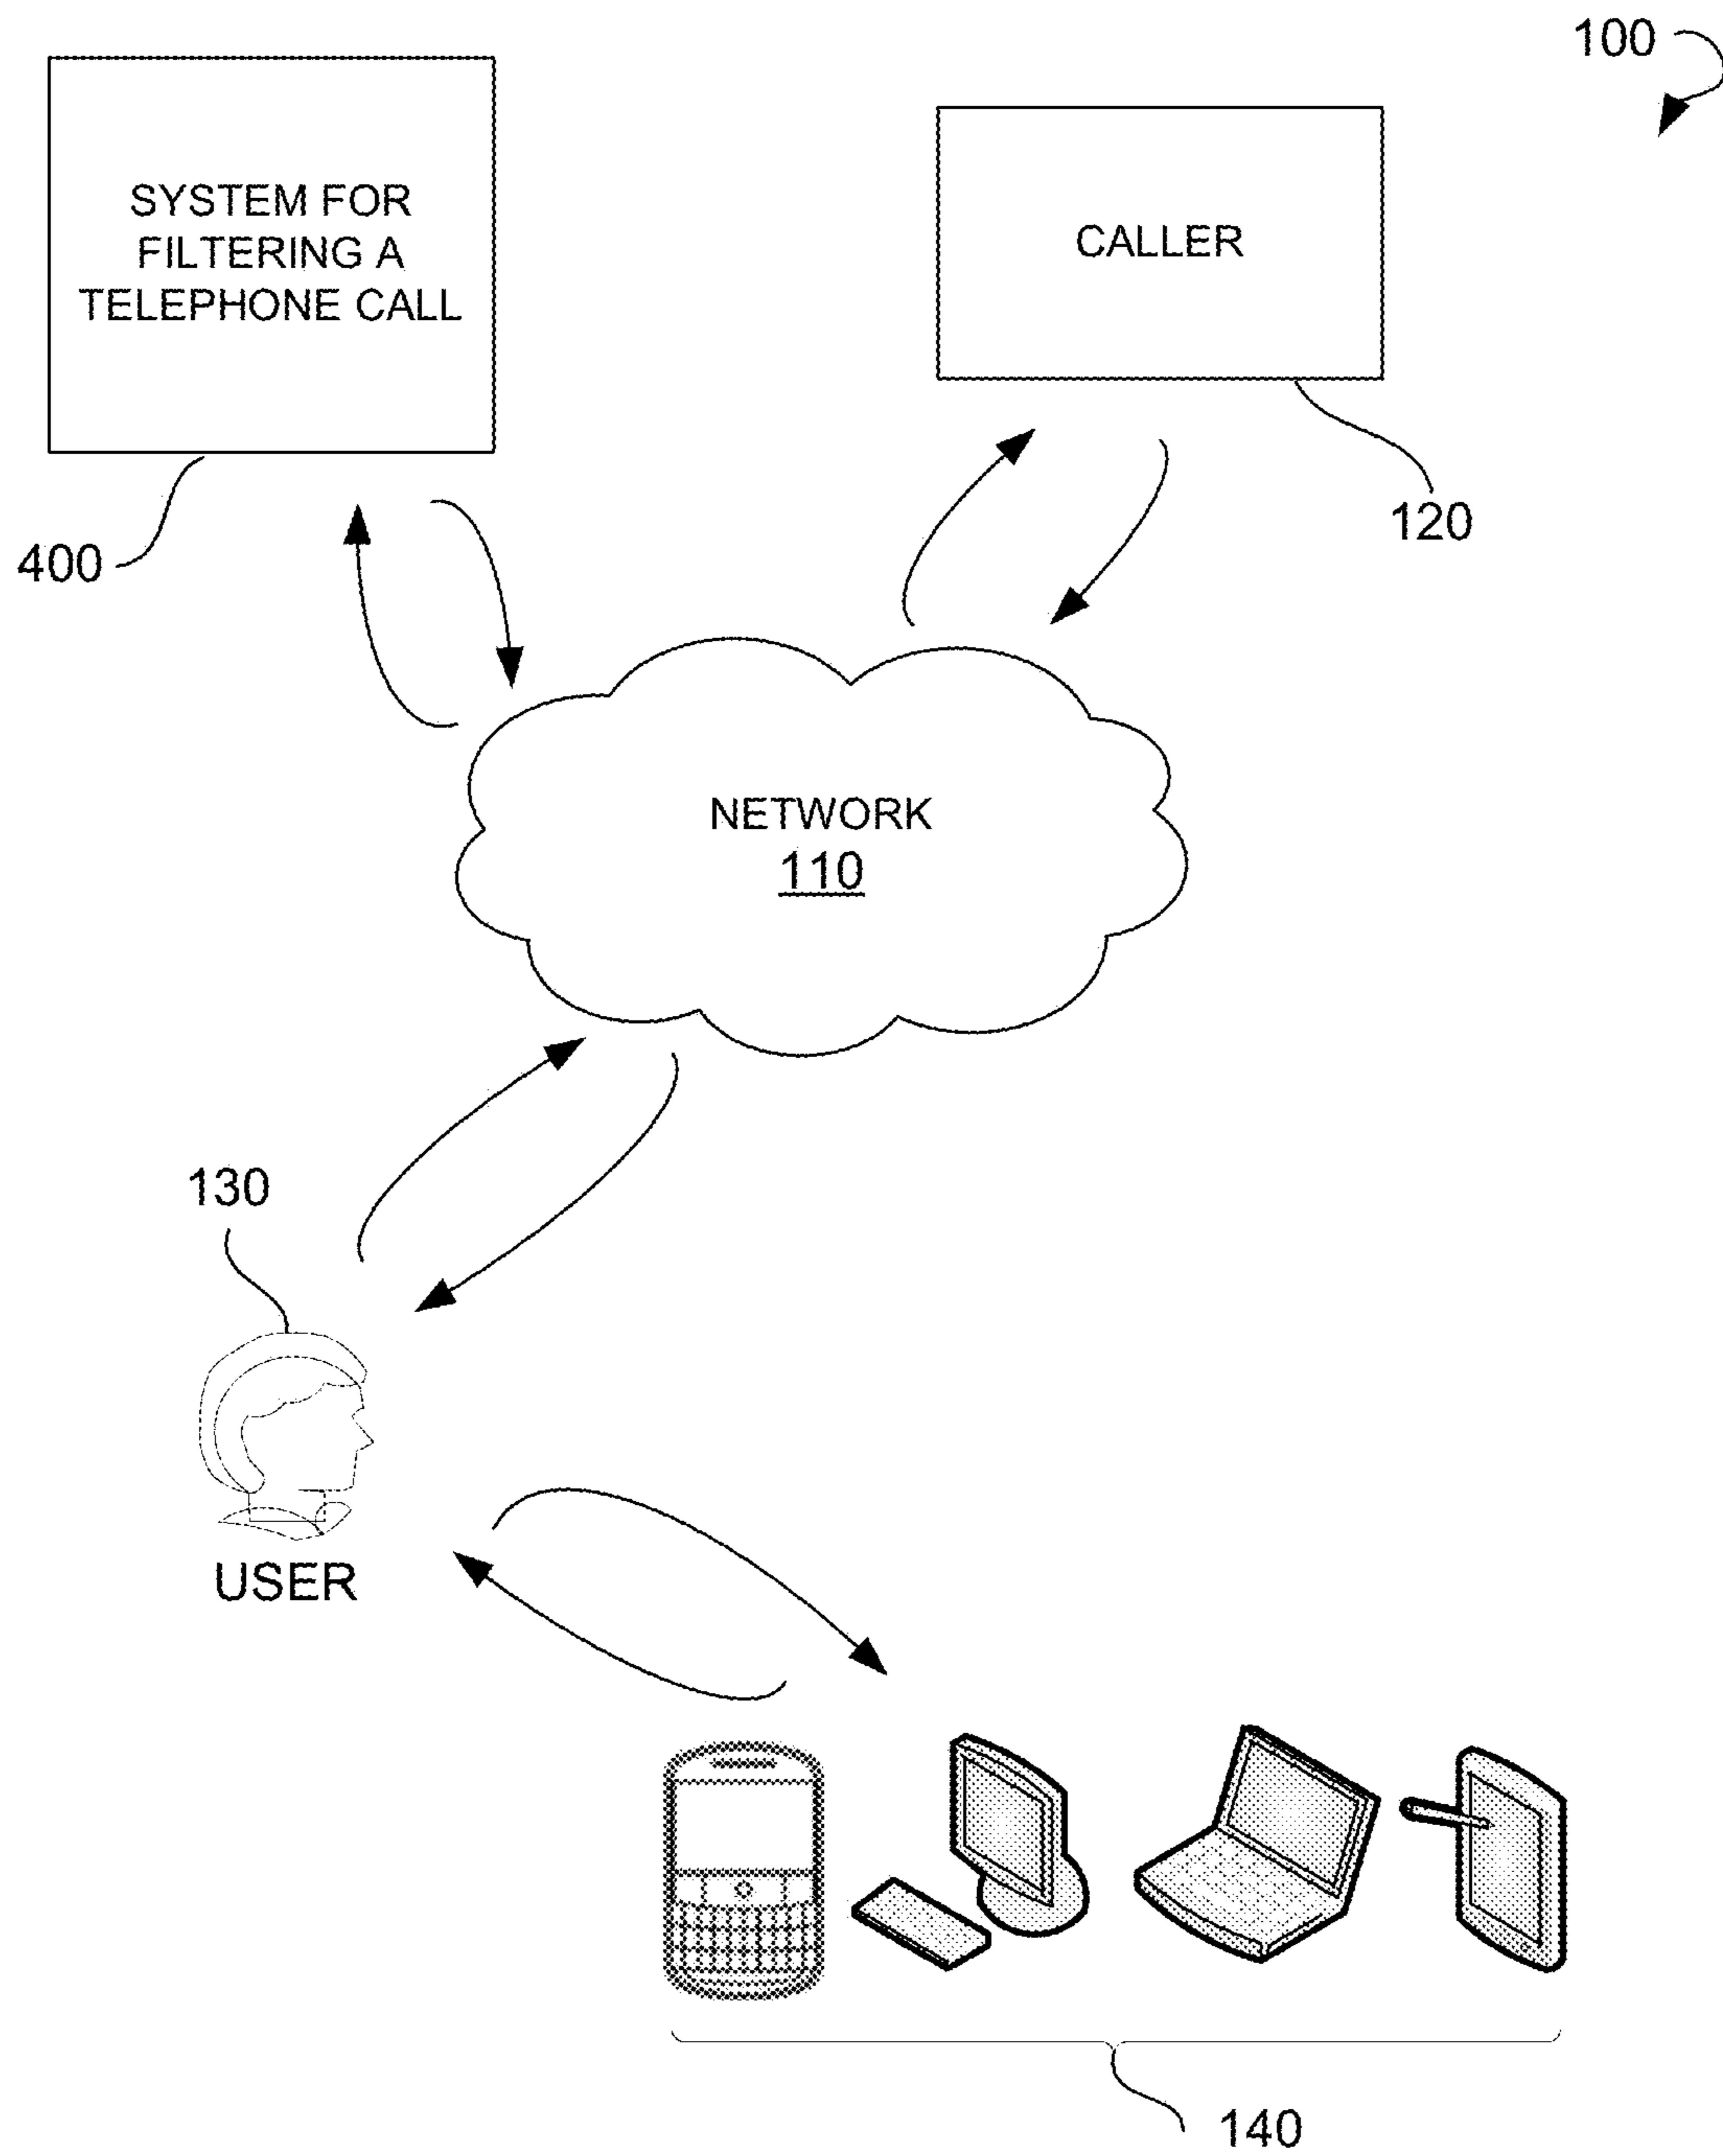 100
SYSTEM FOR
FILTERING A
TELEPHONE CALL
CALLER
400
120
NETWORK
110
130
USER
140